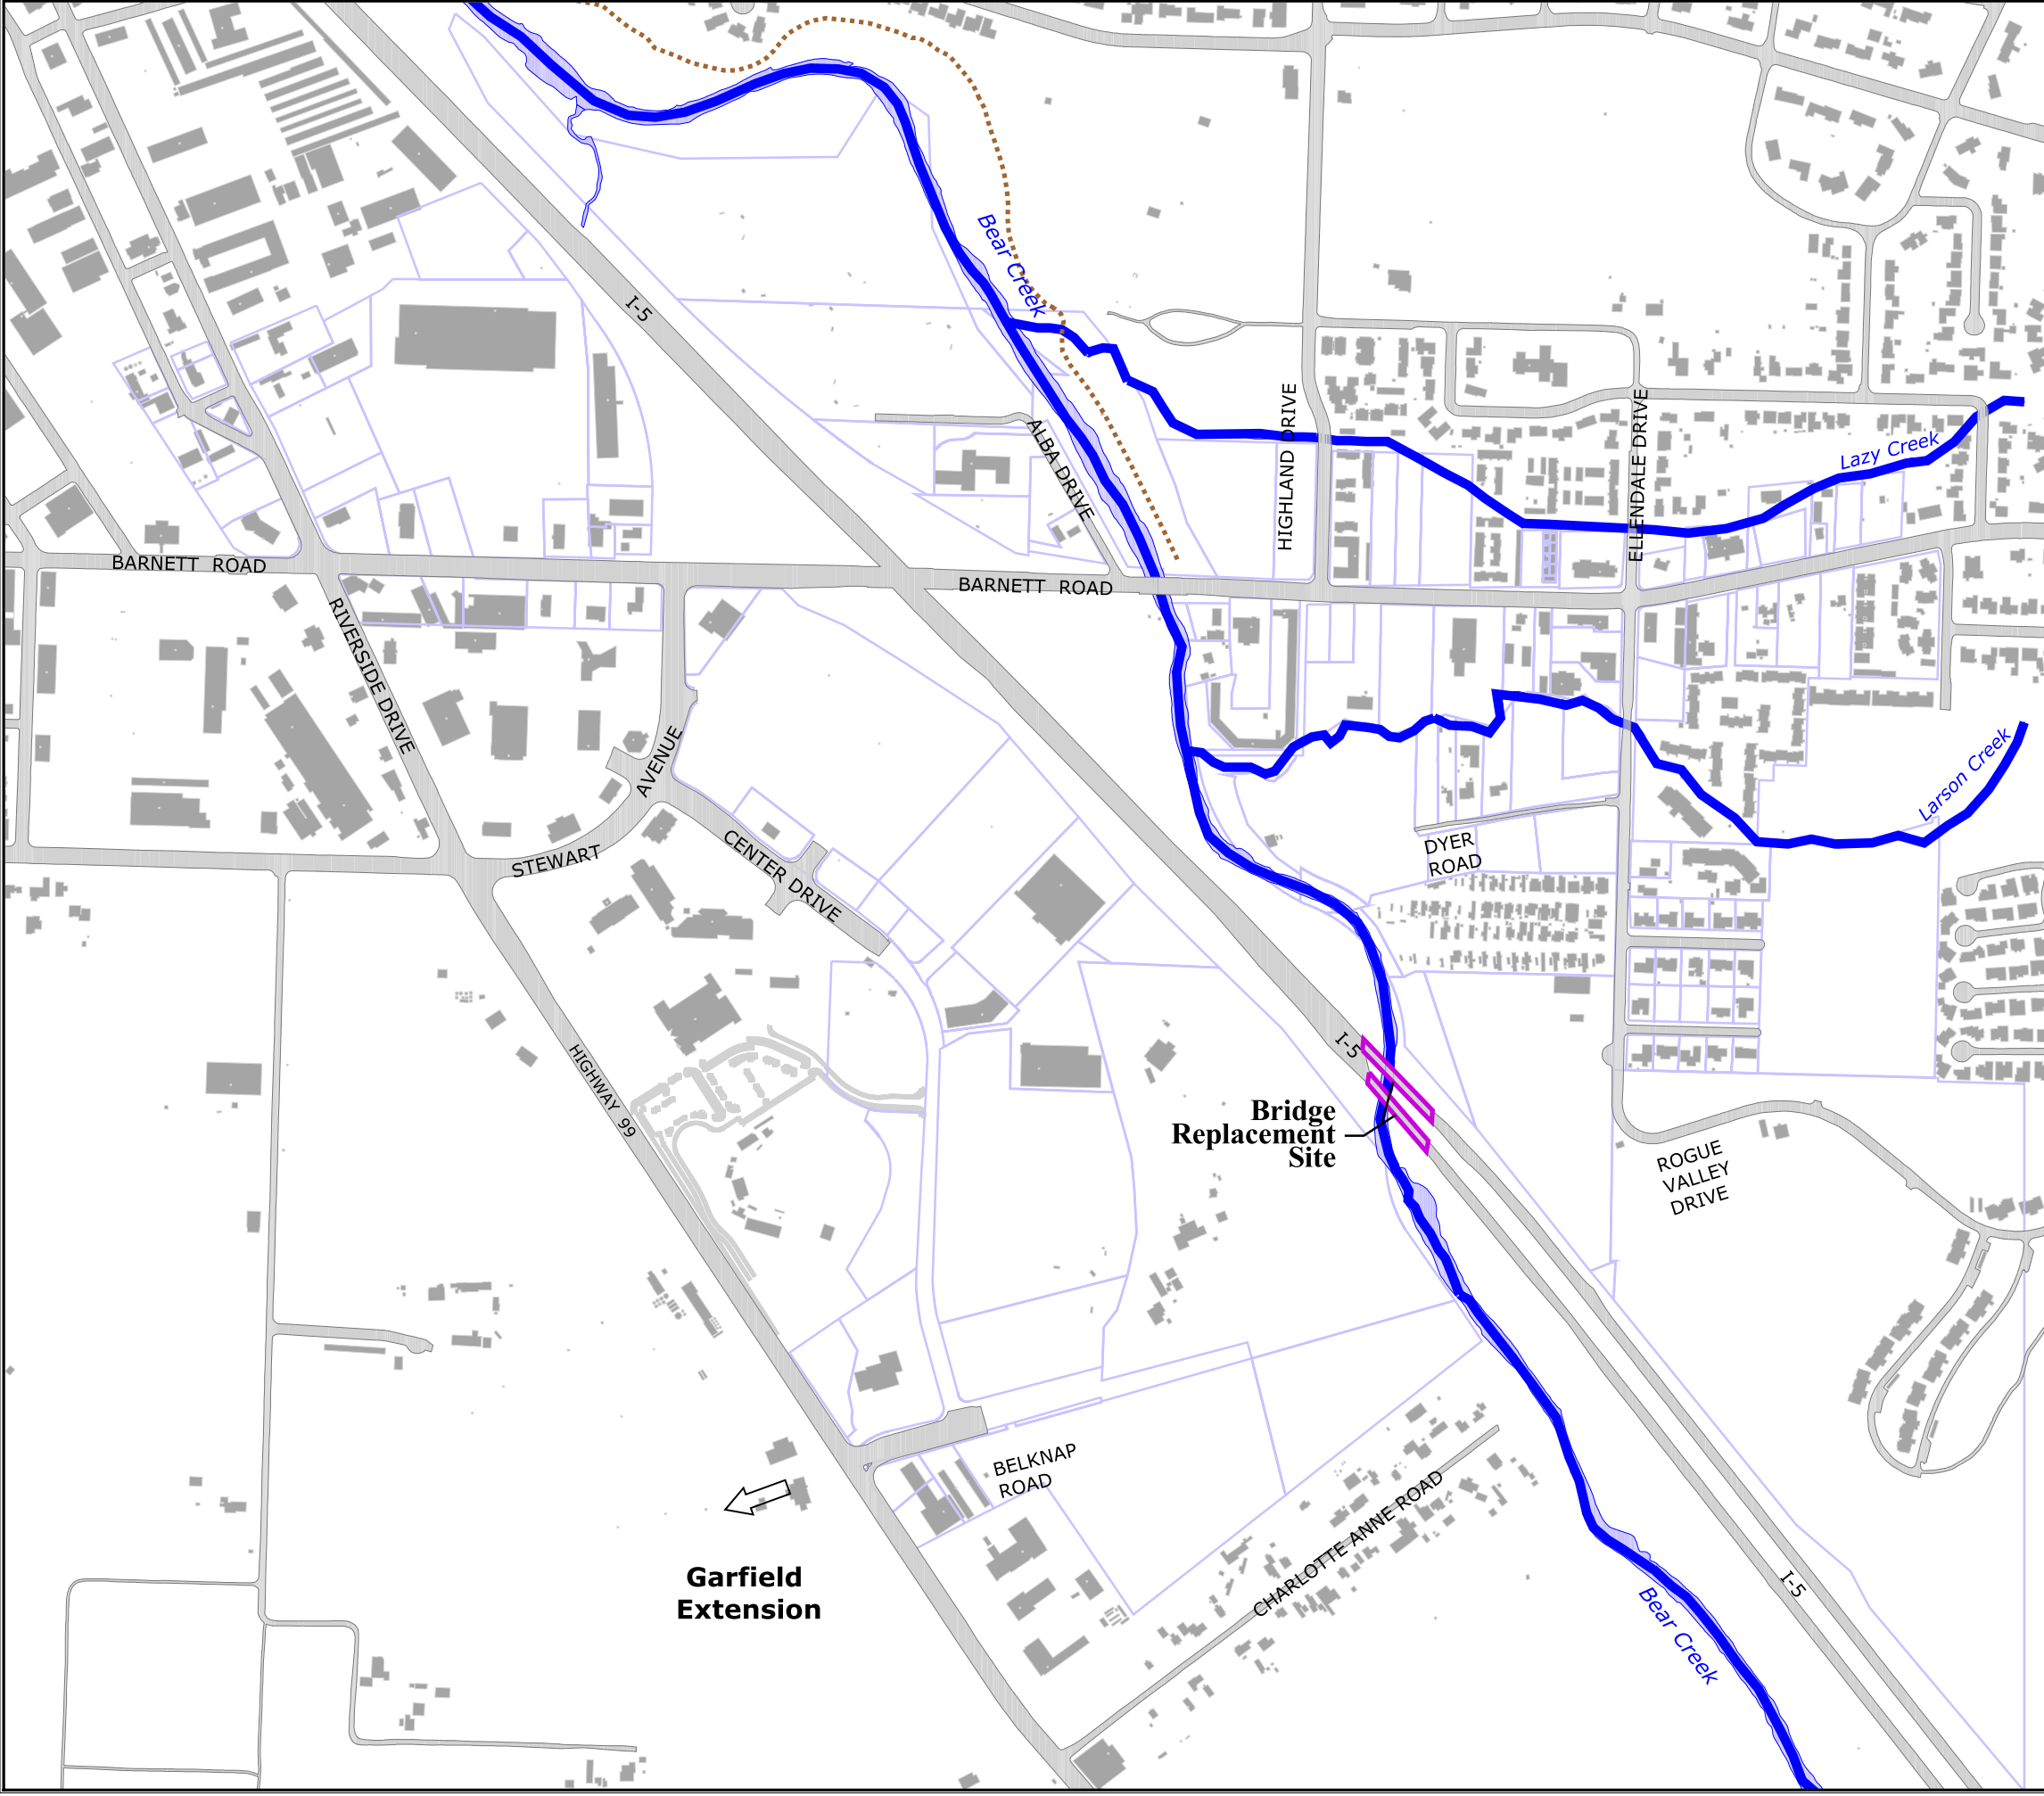 Bear Creek
I-5
HIGHLAND DRIVE
ELLENDALE DRIVE
ALBA DRIVE
Lazy Creek
BARNETT  ROAD
BARNETT  ROAD
RIVERSIDE DRIVE
AVENUE
STEWART
CENTER DRIVE
Larson Creek
DYER
ROAD
HIGHWAY  99
I-5
Bridge
Replacement
Site
ROGUE
VALLEY
DRIVE
BELKNAP
ROAD
CHARLOTTE ANNE ROAD
Garfield
Extension
I-5
Bear Creek